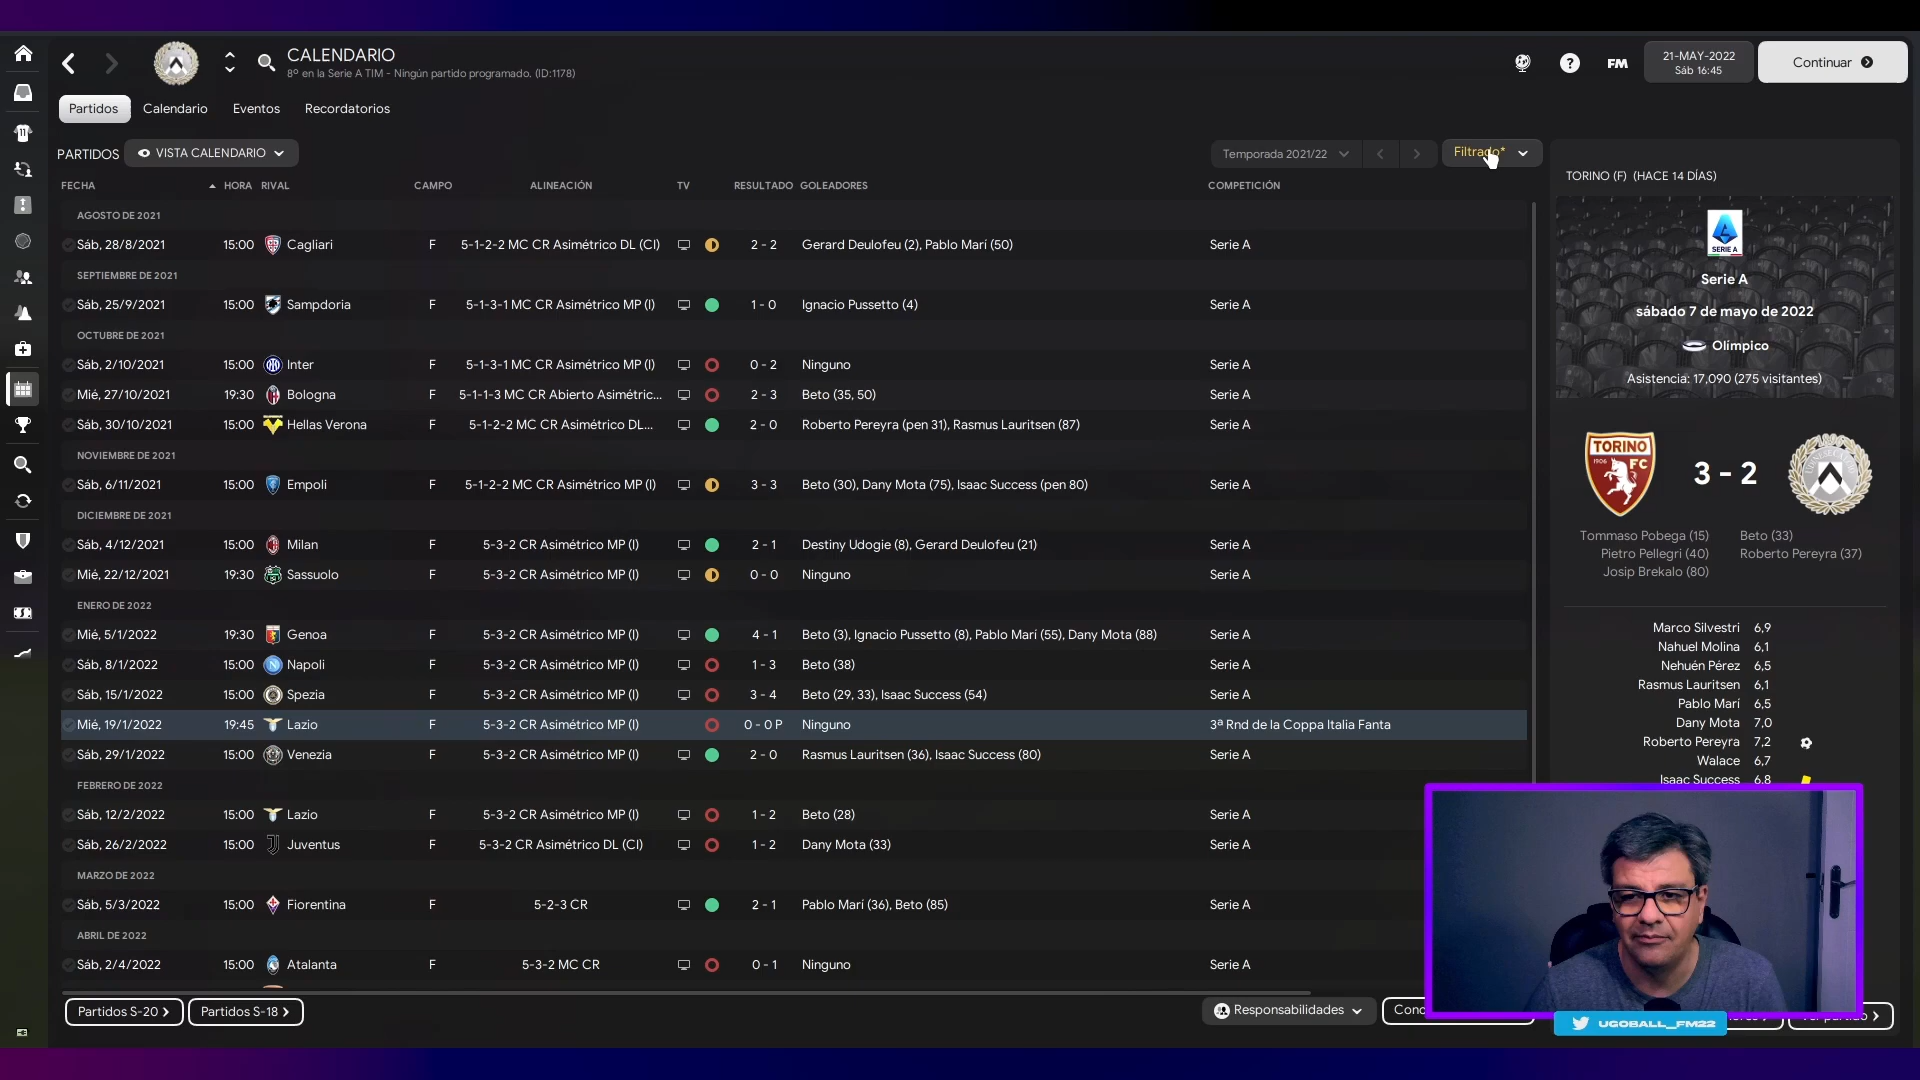 CALENDARIO
8º en la Serie A TIM - Ningún partido programado. (ID:1178)
FM
21-MAY-2022
Sáb 16:45
Continuar
Partidos Calendario Eventos Recordatorios
PARTIDOS VISTA CALENDARIO Temporada 2021/22 Filtrado*
FECHA HORA RIVAL CAMPO ALINEACIÓN TV RESULTADO GOLEADORES COMPETICIÓN
AGOSTO DE 2021
Sáb, 28/8/2021 15:00 Cagliari F 5-1-2-2 MC CR Asimétrico DL (CI) 2 - 2 Gerard Deulofeu (2), Pablo Marí (50) Serie A
SEPTIEMBRE DE 2021
Sáb, 25/9/2021 15:00 Sampdoria F 5-1-3-1 MC CR Asimétrico MP (I) 1 - 0 Ignacio Pussetto (4) Serie A
OCTUBRE DE 2021
Sáb, 2/10/2021 15:00 Inter F 5-1-3-1 MC CR Asimétrico MP (I) 0 - 2 Ninguno Serie A
Mié, 27/10/2021 19:30 Bologna F 5-1-1-3 MC CR Abierto Asimétric... 2 - 3 Beto (35, 50) Serie A
Sáb, 30/10/2021 15:00 Hellas Verona F 5-1-2-2 MC CR Asimétrico DL... 2 - 0 Roberto Pereyra (pen 31), Rasmus Lauritsen (87) Serie A
NOVIEMBRE DE 2021
Sáb, 6/11/2021 15:00 Empoli F 5-1-2-2 MC CR Asimétrico MP (I) 3 - 3 Beto (30), Dany Mota (75), Isaac Success (pen 80) Serie A
DICIEMBRE DE 2021
Sáb, 4/12/2021 15:00 Milan F 5-3-2 CR Asimétrico MP (I) 2 - 1 Destiny Udogie (8), Gerard Deulofeu (21) Serie A
Mié, 22/12/2021 19:30 Sassuolo F 5-3-2 CR Asimétrico MP (I) 0 - 0 Ninguno Serie A
ENERO DE 2022
Mié, 5/1/2022 19:30 Genoa F 5-3-2 CR Asimétrico MP (I) 4 - 1 Beto (3), Ignacio Pussetto (8), Pablo Marí (55), Dany Mota (88) Serie A
Sáb, 8/1/2022 15:00 Napoli F 5-3-2 CR Asimétrico MP (I) 1 - 3 Beto (38) Serie A
Sáb, 15/1/2022 15:00 Spezia F 5-3-2 CR Asimétrico MP (I) 3 - 4 Beto (29, 33), Isaac Success (54) Serie A
Mié, 19/1/2022 19:45 Lazio F 5-3-2 CR Asimétrico MP (I) 0 - 0 P Ninguno 3ª Rnd de la Coppa Italia Fanta
Sáb, 29/1/2022 15:00 Venezia F 5-3-2 CR Asimétrico MP (I) 2 - 0 Rasmus Lauritsen (36), Isaac Success (80) Serie A
FEBRERO DE 2022
Sáb, 12/2/2022 15:00 Lazio F 5-3-2 CR Asimétrico MP (I) 1 - 2 Beto (28) Serie A
Sáb, 26/2/2022 15:00 Juventus F 5-3-2 CR Asimétrico DL (CI) 1 - 2 Dany Mota (33) Serie A
MARZO DE 2022
Sáb, 5/3/2022 15:00 Fiorentina F 5-2-3 CR 2 - 1 Pablo Marí (36), Beto (85) Serie A
ABRIL DE 2022
Sáb, 2/4/2022 15:00 Atalanta F 5-3-2 MC CR 0 - 1 Ninguno Serie A
Partidos S-20 Partidos S-18 Responsabilidades
TORINO (F) (HACE 14 DÍAS)
SERIE A
Serie A
sábado 7 de mayo de 2022
Olímpico
Asistencia: 17,090 (275 visitantes)
TORINO
1906 FC
3 - 2
Tommaso Pobega (15) Beto (33)
Pietro Pellegri (40) Roberto Pereyra (37)
Josip Brekalo (80)
Marco Silvestri 6,9
Nahuel Molina 6,1
Nehuén Pérez 6,5
Rasmus Lauritsen 6,1
Pablo Marí 6,5
Dany Mota 7,0
Roberto Pereyra 7,2
Walace 6,7
Isaac Success 6,8
UGOBALL_FM22